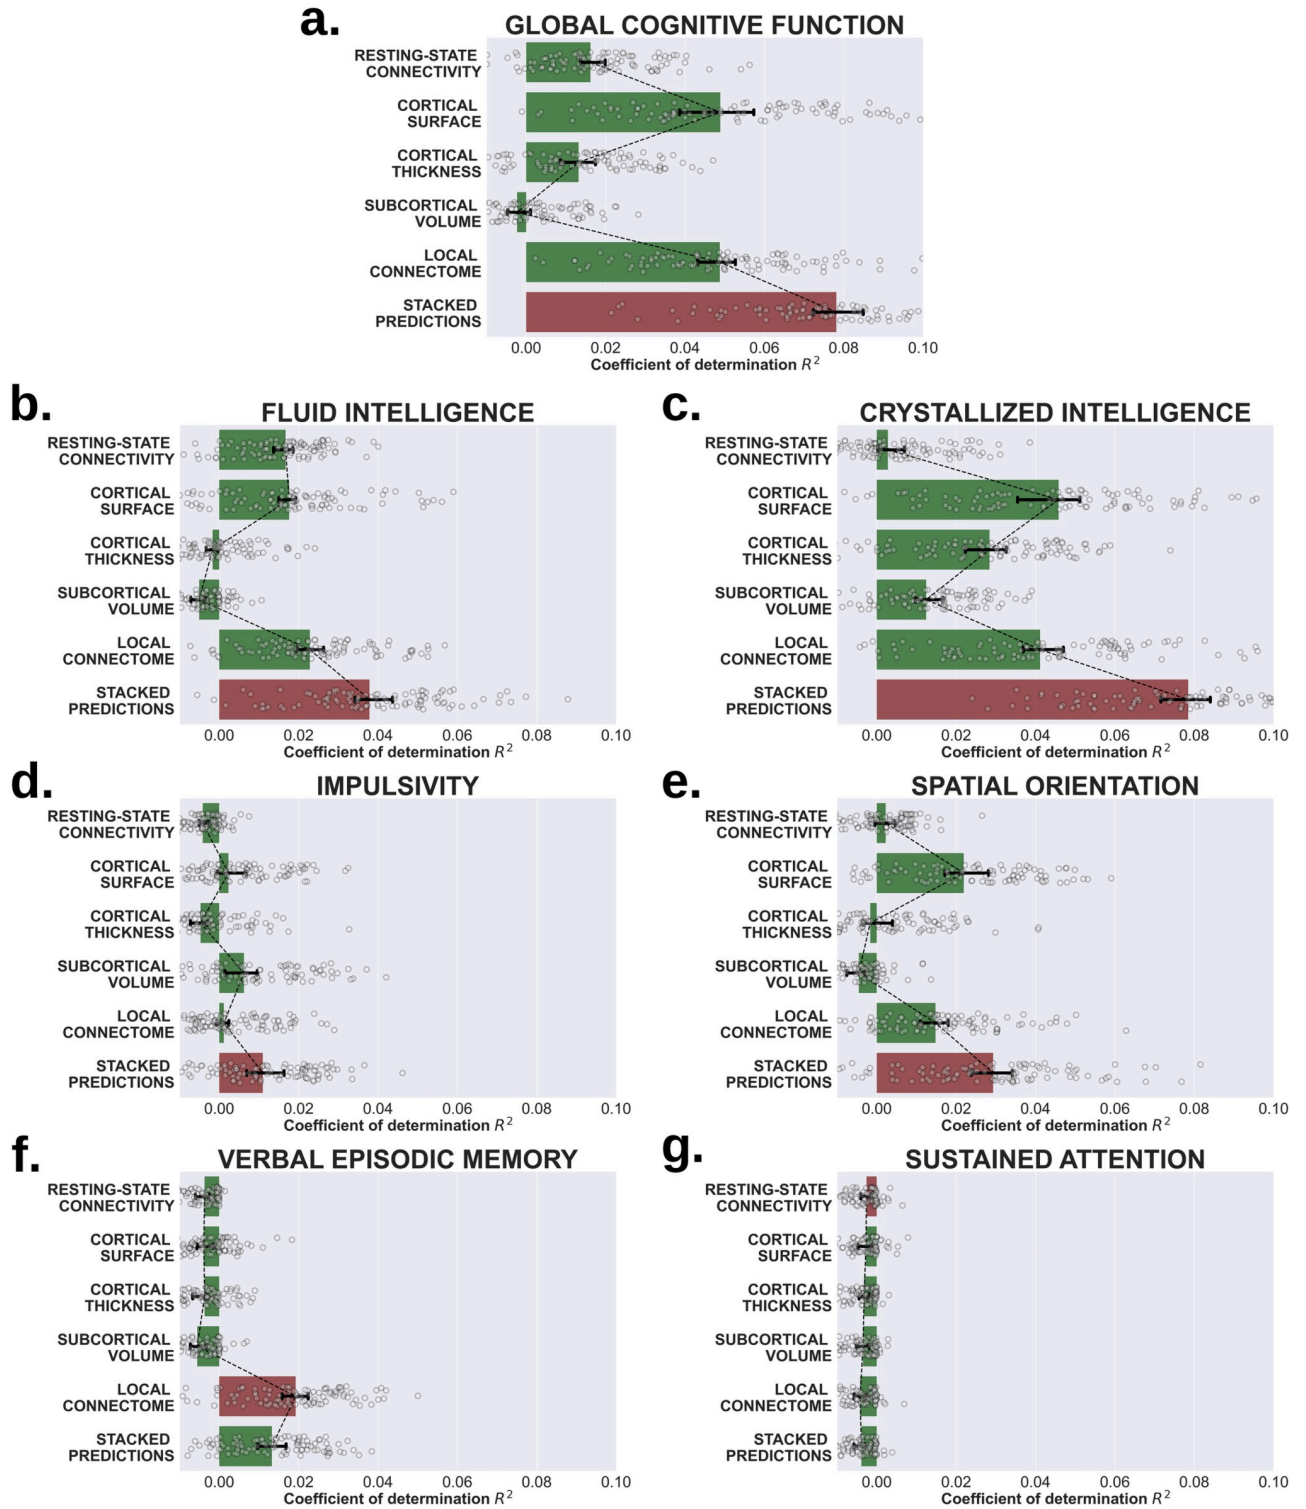 a.
GLOBAL COGNITIVE FUNCTION
RESTING-STATE
CONNECTIVITY
CORTICAL
SURFACE
CORTICAL
THICKNESS
SUBCORTICAL
VOLUME
LOCAL
CONNECTOME
STACKED
PREDICTIONS
0.00 0.02 0.04 0.06 0.08 0.10
Coefficient of determination R²
b.
FLUID INTELLIGENCE
RESTING-STATE
CONNECTIVITY
CORTICAL
SURFACE
CORTICAL
THICKNESS
SUBCORTICAL
VOLUME
LOCAL
CONNECTOME
STACKED
PREDICTIONS
0.00 0.02 0.04 0.06 0.08 0.10
Coefficient of determination R²
c.
CRYSTALLIZED INTELLIGENCE
RESTING-STATE
CONNECTIVITY
CORTICAL
SURFACE
CORTICAL
THICKNESS
SUBCORTICAL
VOLUME
LOCAL
CONNECTOME
STACKED
PREDICTIONS
0.00 0.02 0.04 0.06 0.08 0.10
Coefficient of determination R²
d.
IMPULSIVITY
RESTING-STATE
CONNECTIVITY
CORTICAL
SURFACE
CORTICAL
THICKNESS
SUBCORTICAL
VOLUME
LOCAL
CONNECTOME
STACKED
PREDICTIONS
0.00 0.02 0.04 0.06 0.08 0.10
Coefficient of determination R²
e.
SPATIAL ORIENTATION
RESTING-STATE
CONNECTIVITY
CORTICAL
SURFACE
CORTICAL
THICKNESS
SUBCORTICAL
VOLUME
LOCAL
CONNECTOME
STACKED
PREDICTIONS
0.00 0.02 0.04 0.06 0.08 0.10
Coefficient of determination R²
f.
VERBAL EPISODIC MEMORY
RESTING-STATE
CONNECTIVITY
CORTICAL
SURFACE
CORTICAL
THICKNESS
SUBCORTICAL
VOLUME
LOCAL
CONNECTOME
STACKED
PREDICTIONS
0.00 0.02 0.04 0.06 0.08 0.10
Coefficient of determination R²
g.
SUSTAINED ATTENTION
RESTING-STATE
CONNECTIVITY
CORTICAL
SURFACE
CORTICAL
THICKNESS
SUBCORTICAL
VOLUME
LOCAL
CONNECTOME
STACKED
PREDICTIONS
0.00 0.02 0.04 0.06 0.08 0.10
Coefficient of determination R²